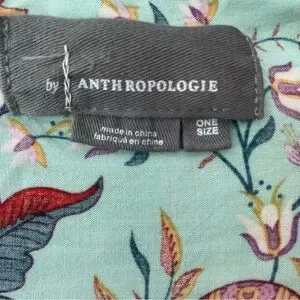 by ANTHROPOLOGIE
made in china
fabriqué en chine
ONE
SIZE